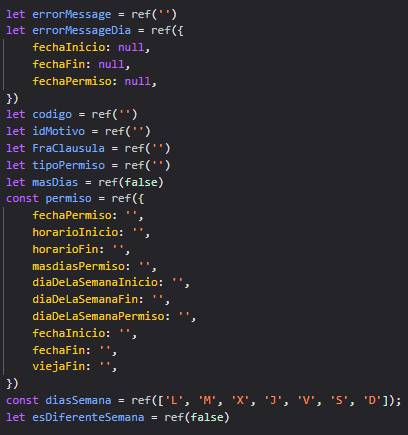 let errorMessage = ref('')
let errorMessageDia = ref({
    fechaInicio: null,
    fechaFin: null,
    fechaPermiso: null,
})
let codigo = ref('')
let idMotivo = ref('')
let FraClausula = ref('')
let tipoPermiso = ref('')
let masDias = ref(false)
const permiso = ref({
    fechaPermiso: '',
    horarioInicio: '',
    horarioFin: '',
    masdiasPermiso: '',
    diaDeLaSemanaInicio: '',
    diaDeLaSemanaFin: '',
    diaDeLaSemanaPermiso: '',
    fechaInicio: '',
    fechaFin: '',
    viejaFin: '',
})
const diasSemana = ref(['L', 'M', 'X', 'J', 'V', 'S', 'D']);
let esDiferenteSemana = ref(false)